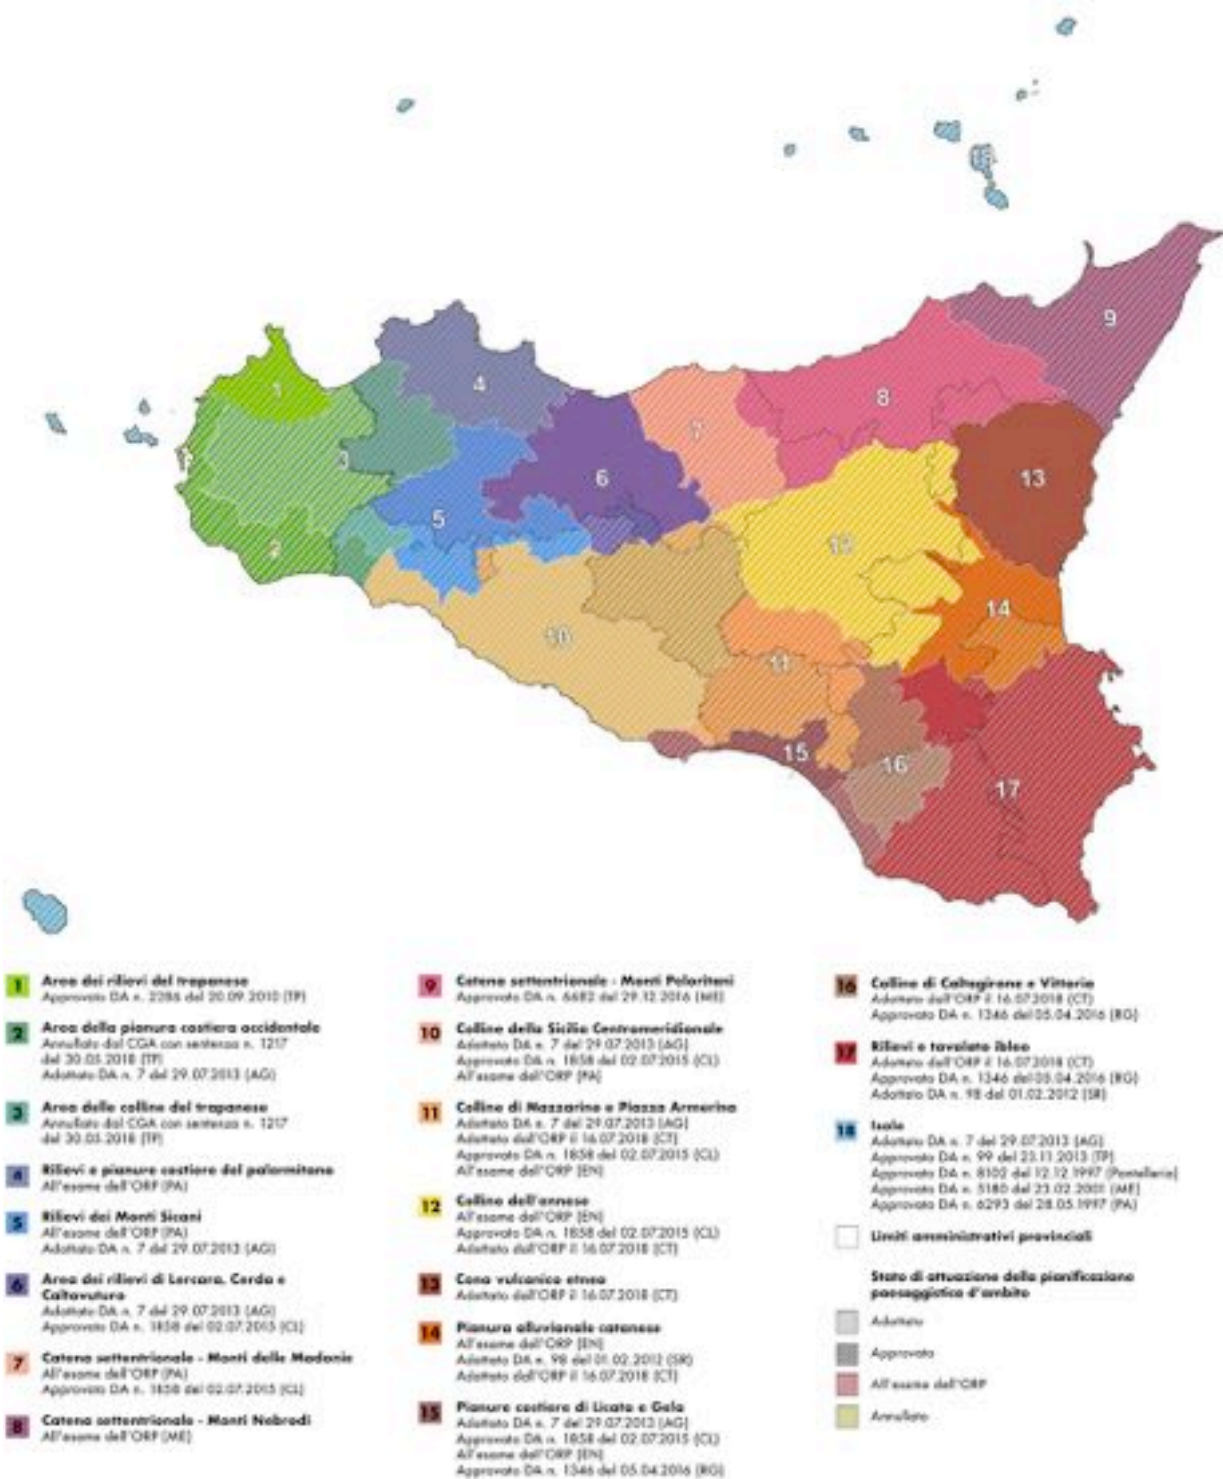 1
2
3
4
5
6
7
8
9
10
11
12
13
14
15
16
17
18
1 Area dei rilievi del trapanese
Approvato DA n. 2286 del 20.09.2010 (TP)
2 Area della pianura costiera occidentale
Annullato dal CGA con sentenza n. 1217
del 30.05.2018 (TP)
Adottato DA n. 7 del 29.07.2013 (AG)
3 Area delle colline del trapanese
Annullato dal CGA con sentenza n. 1217
del 30.05.2018 (TP)
4 Rilievi e pianure costiere del palermitano
All'esame dell'ORP (PA)
5 Rilievi dei Monti Sicani
All'esame dell'ORP (PA)
Adottato DA n. 7 del 29.07.2013 (AG)
6 Area dei rilievi di Lercara, Cerda e
Caltavuturo
Adottato DA n. 7 del 29.07.2013 (AG)
Approvato DA n. 1858 del 02.07.2015 (CL)
7 Catena settentrionale - Monti delle Madonie
All'esame dell'ORP (PA)
Approvato DA n. 1858 del 02.07.2015 (CL)
8 Catena settentrionale - Monti Nebrodi
All'esame dell'ORP (ME)
9 Catena settentrionale - Monti Peloritani
Approvato DA n. 6682 del 29.12.2016 (ME)
10 Colline della Sicilia Centromeridionale
Adottato DA n. 7 del 29.07.2013 (AG)
Approvato DA n. 1858 del 02.07.2015 (CL)
All'esame dell'ORP (PA)
11 Colline di Mazzarino e Piazza Armerina
Adottato DA n. 7 del 29.07.2013 (AG)
Adottato dall'ORP il 16.07.2018 (CT)
Approvato DA n. 1858 del 02.07.2015 (CL)
All'esame dell'ORP (EN)
12 Colline dell'ennese
All'esame dell'ORP (EN)
Approvato DA n. 1858 del 02.07.2015 (CL)
Adottato dall'ORP il 16.07.2018 (CT)
13 Cono vulcanico etneo
Adottato dall'ORP il 16.07.2018 (CT)
14 Pianura alluvionale catanese
All'esame dell'ORP (EN)
Adottato DA n. 98 del 01.02.2012 (SR)
Adottato dall'ORP il 16.07.2018 (CT)
15 Pianure costiere di Licata e Gela
Adottato DA n. 7 del 29.07.2013 (AG)
Approvato DA n. 1858 del 02.07.2015 (CL)
All'esame dell'ORP (EN)
Approvato DA n. 1346 del 05.04.2016 (RG)
16 Colline di Caltagirone e Vittoria
Adottato dall'ORP il 16.07.2018 (CT)
Approvato DA n. 1346 del 05.04.2016 (RG)
17 Rilievi e tavolato ibleo
Adottato dall'ORP il 16.07.2018 (CT)
Approvato DA n. 1346 del 05.04.2016 (RG)
Adottato DA n. 98 del 01.02.2012 (SR)
18 Isole
Adottato DA n. 7 del 29.07.2013 (AG)
Approvato DA n. 99 del 23.11.2013 (TP)
Approvato DA n. 8102 del 12.12.1997 (Pantelleria)
Approvato DA n. 5180 del 23.02.2001 (ME)
Approvato DA n. 6293 del 28.05.1997 (PA)
Limiti amministrativi provinciali
Stato di attuazione della pianificazione
paesaggistica d'ambito
Adottato
Approvato
All'esame dell'ORP
Annullato